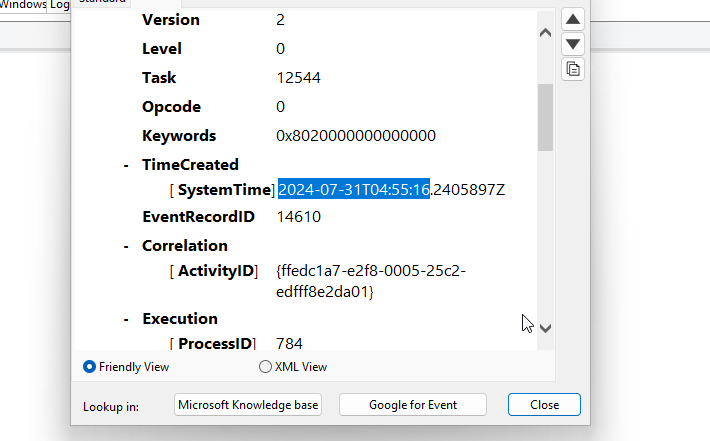 Windows Log
Standard
Version 2
Level 0
Task 12544
Opcode 0
Keywords 0x8020000000000000
- TimeCreated
[ SystemTime] 2024-07-31T04:55:16.2405897Z
EventRecordID 14610
- Correlation
[ ActivityID] {ffedc1a7-e2f8-0005-25c2-
edfff8e2da01}
- Execution
[ ProcessID] 784
Friendly View XML View
Lookup in: Microsoft Knowledge base Google for Event Close